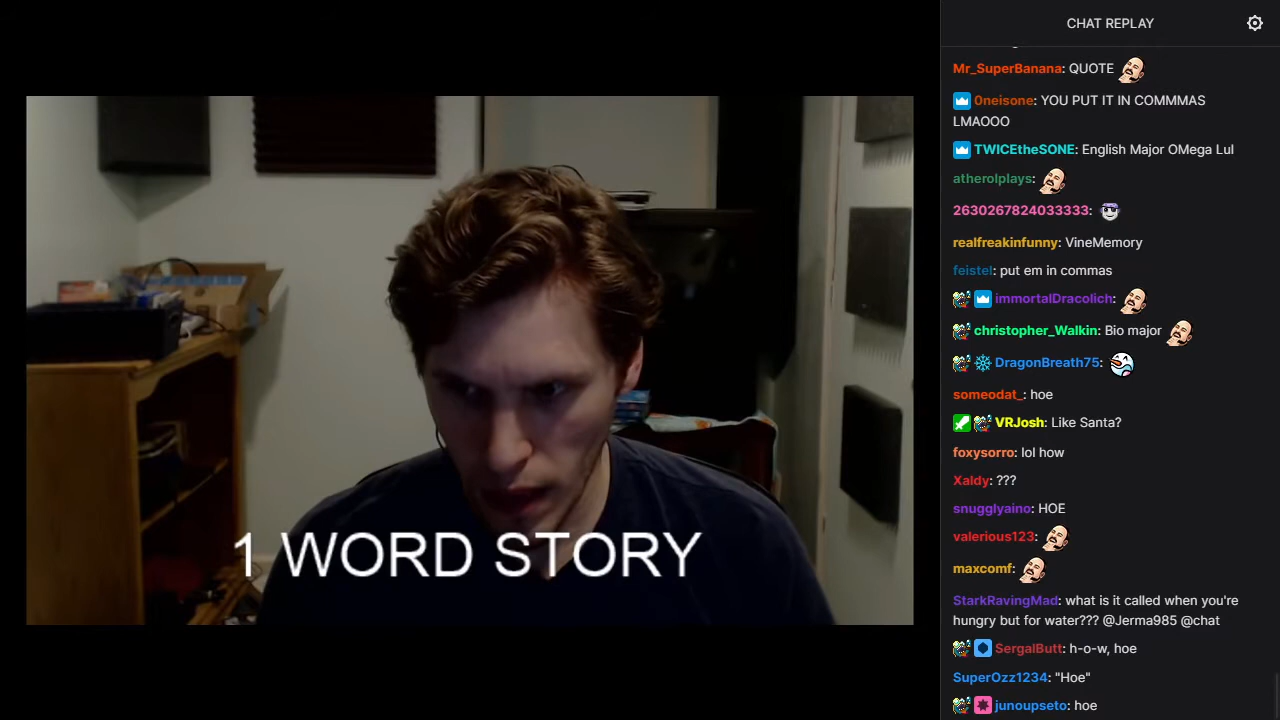 CHAT REPLAY
Mr_SuperBanana: QUOTE
0neisone: YOU PUT IT IN COMMMAS
LMAOOO
TWICEtheSONE: English Major OMega Lul
atherolplays:
2630267824033333:
realfreakinfunny: VineMemory
feistel: put em in commas
immortalDracolich:
christopher_Walkin: Bio major
DragonBreath75:
someodat_: hoe
VRJosh: Like Santa?
foxysorro: lol how
Xaldy: ???
snugglyaino: HOE
valerious123:
maxcomf:
StarkRavingMad: what is it called when you're
hungry but for water??? @Jerma985 @chat
SergalButt: h-o-w, hoe
SuperOzz1234: "Hoe"
junoupseto: hoe
1 WORD STORY